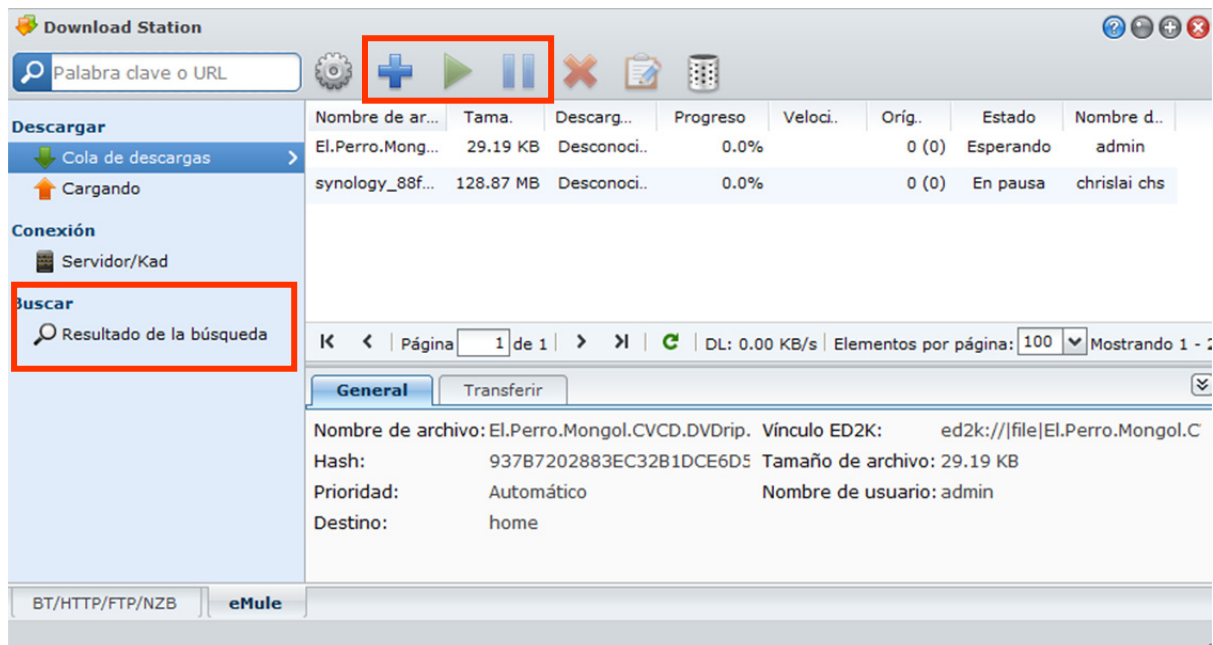 Download Station
Palabra clave o URL
Descargar
Cola de descargas
Cargando
Conexión
Servidor/Kad
Buscar
Resultado de la búsqueda
Nombre de ar... Tama. Descarg... Progreso Veloci.. Oríg.. Estado Nombre d..
El.Perro.Mong... 29.19 KB Desconoci.. 0.0% 0 (0) Esperando admin
synology_88f... 128.87 MB Desconoci.. 0.0% 0 (0) En pausa chrislai chs
Página 1 de 1 DL: 0.00 KB/s Elementos por página: 100 Mostrando 1 - 2
General Transferir
Nombre de archivo: El.Perro.Mongol.CVCD.DVDrip. Vínculo ED2K: ed2k://|file|El.Perro.Mongol.C
Hash: 937B7202883EC32B1DCE6D5 Tamaño de archivo: 29.19 KB
Prioridad: Automático Nombre de usuario: admin
Destino: home
BT/HTTP/FTP/NZB eMule